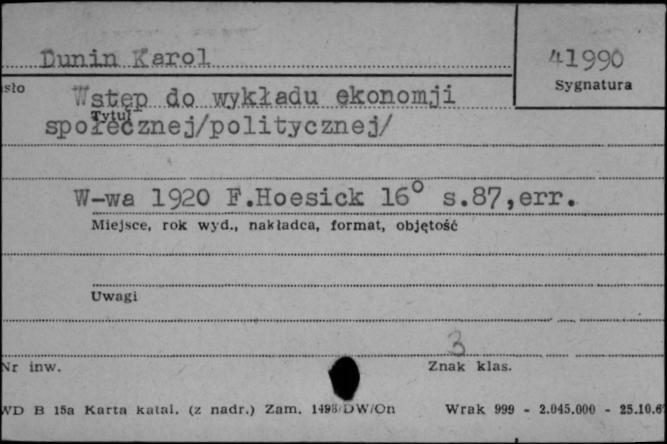 Dunin Karol
41990
Sygnatura
sło
Wstęp do wykładu ekonomji
Tytuł
społecznej/politycznej/
W-wa 1920 F.Hoesick 16° s.87,err.
Miejsce, rok wyd., nakładca, format, objętość
Uwagi
3
Nr inw.
Znak klas.
WD B 15a Karta katal. (z nadr.) Zam. 1498/DW/On Wrak 999 - 2.045.000 - 25.10.6